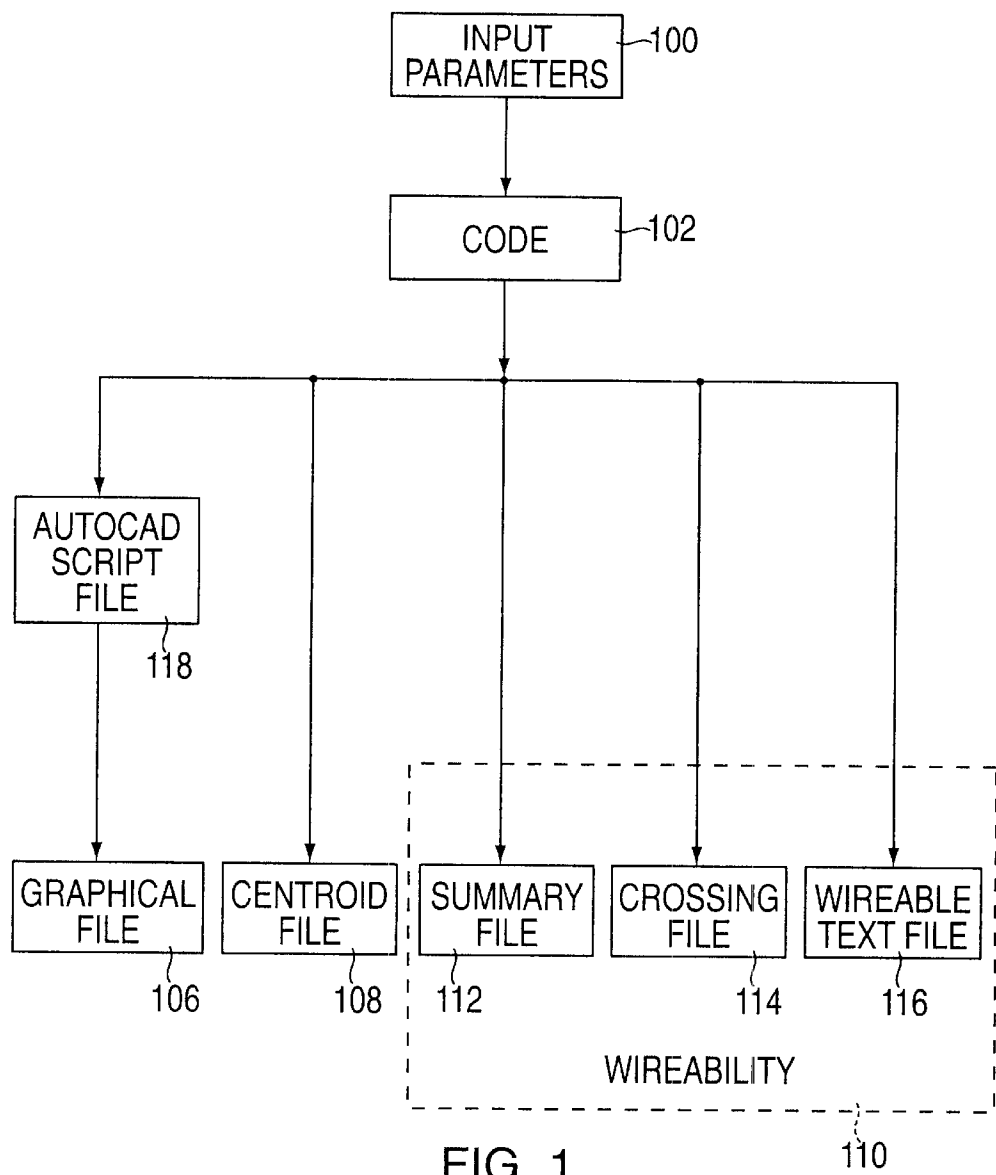 INPUT
PARAMETERS
100
CODE
102
AUTOCAD
SCRIPT
FILE
118
GRAPHICAL
FILE
106
CENTROID
FILE
108
SUMMARY
FILE
112
CROSSING
FILE
114
WIREABLE
TEXT FILE
116
WIREABILITY
110
FIG. 1